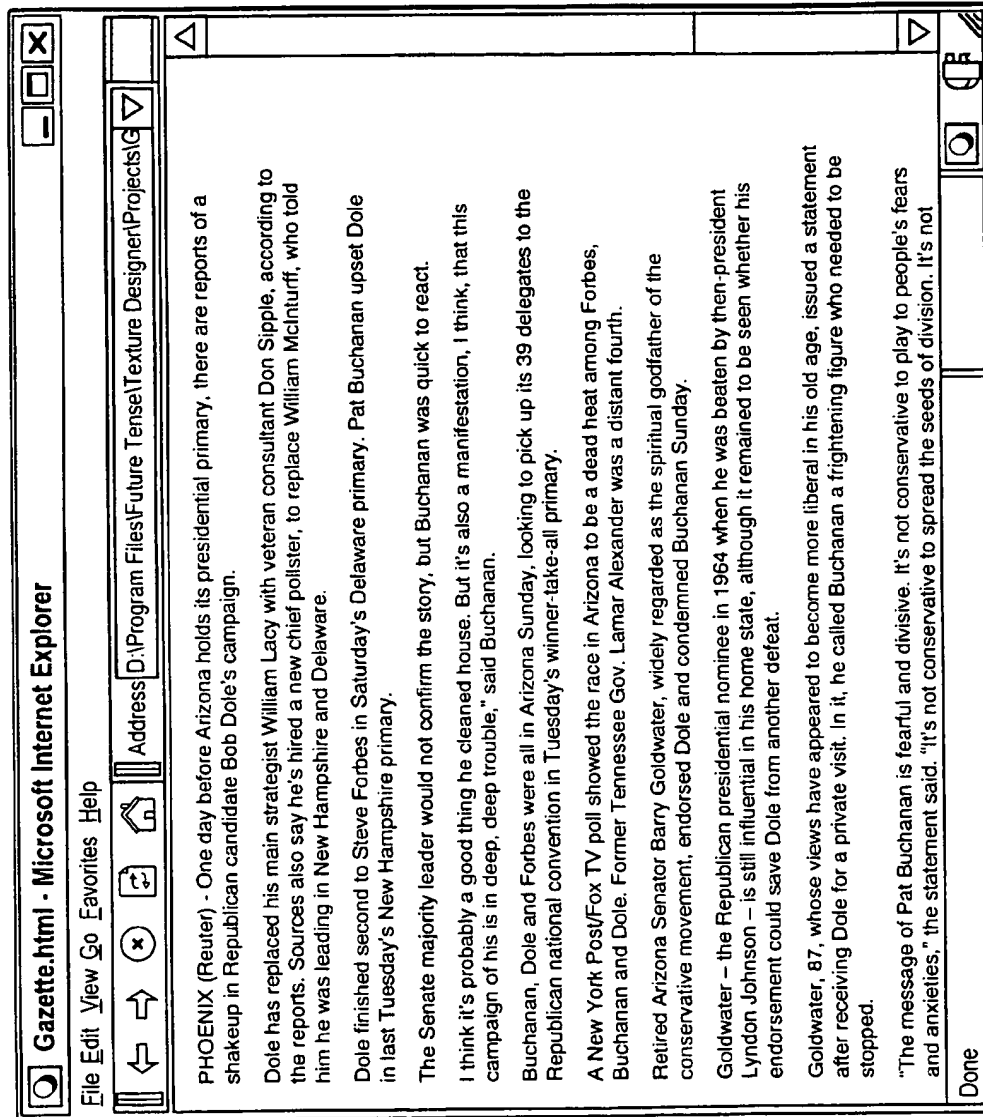 Gazette.html - Microsoft Internet Explorer
File Edit View Go Favorites Help
Address D:\Program Files\Future Tense\Texture Designer\Projects\G
PHOENIX (Reuter) - One day before Arizona holds its presidential primary, there are reports of a
shakeup in Republican candidate Bob Dole's campaign.
Dole has replaced his main strategist William Lacy with veteran consultant Don Sipple, according to
the reports. Sources also say he's hired a new chief pollster, to replace William McInturff, who told
him he was leading in New Hampshire and Delaware.
Dole finished second to Steve Forbes in Saturday's Delaware primary. Pat Buchanan upset Dole
in last Tuesday's New Hampshire primary.
The Senate majority leader would not confirm the story, but Buchanan was quick to react.
I think it's probably a good thing he cleaned house. But it's also a manifestation, I think, that this
campaign of his is in deep, deep trouble," said Buchanan.
Buchanan, Dole and Forbes were all in Arizona Sunday, looking to pick up its 39 delegates to the
Republican national convention in Tuesday's winner-take-all primary.
A New York Post/Fox TV poll showed the race in Arizona to be a dead heat among Forbes,
Buchanan and Dole. Former Tennessee Gov. Lamar Alexander was a distant fourth.
Retired Arizona Senator Barry Goldwater, widely regarded as the spiritual godfather of the
conservative movement, endorsed Dole and condemned Buchanan Sunday.
Goldwater – the Republican presidential nominee in 1964 when he was beaten by then-president
Lyndon Johnson – is still influential in his home state, although it remained to be seen whether his
endorsement could save Dole from another defeat.
Goldwater, 87, whose views have appeared to become more liberal in his old age, issued a statement
after receiving Dole for a private visit. In it, he called Buchanan a frightening figure who needed to be
stopped.
"The message of Pat Buchanan is fearful and divisive. It's not conservative to play to people's fears
and anxieties," the statement said. "It's not conservative to spread the seeds of division. It's not
Done